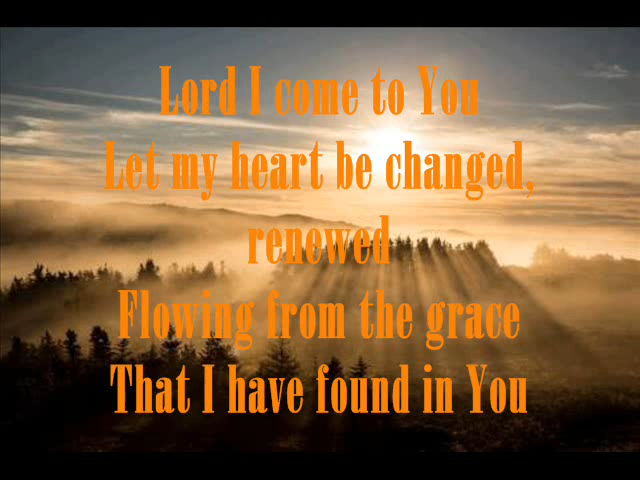 Lord I come to You
Let my heart be changed,
renewed
Flowing from the grace
That I have found in You